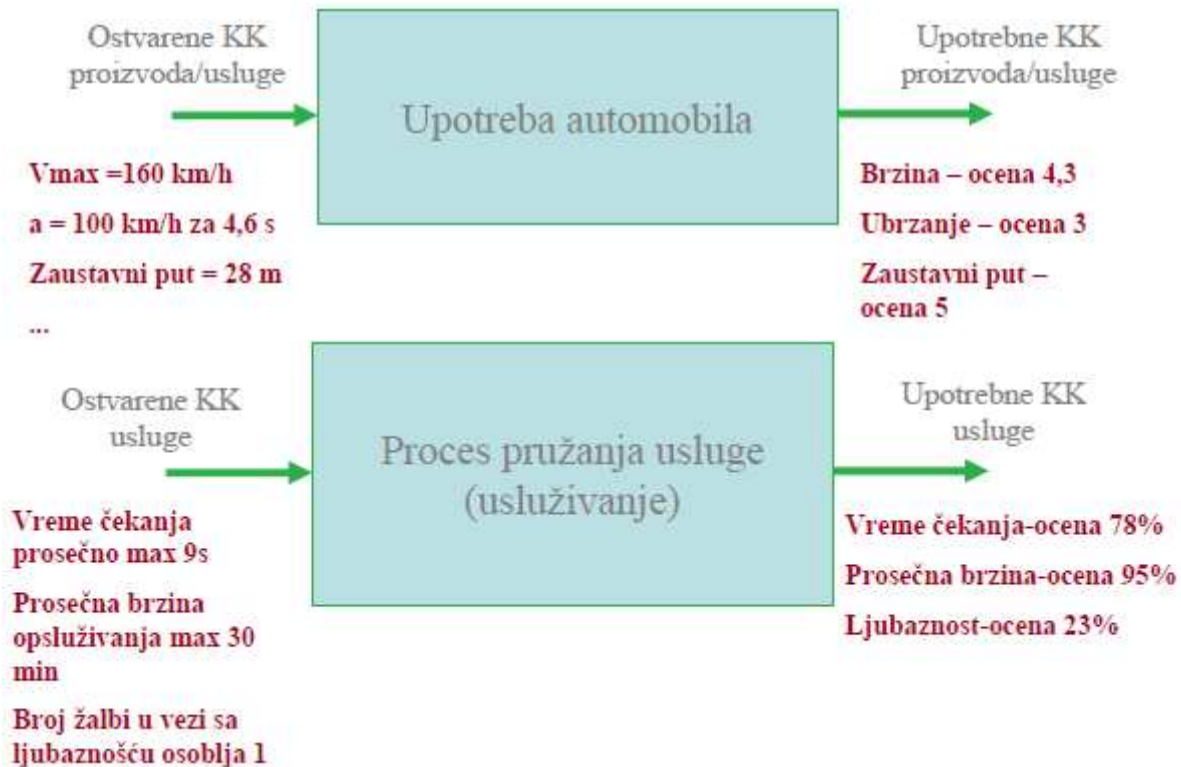 Ostvarene KK
proizvoda/usluge
Upotreba automobila
Upotrebne KK
proizvoda/usluge
Vmax =160 km/h
a = 100 km/h za 4,6 s
Zaustavni put = 28 m
...
Brzina – ocena 4,3
Ubrzanje – ocena 3
Zaustavni put –
ocena 5
Ostvarene KK
usluge
Proces pružanja usluge
(usluživanje)
Upotrebne KK
usluge
Vreme čekanja
prosečno max 9s
Prosečna brzina
opsluživanja max 30
min
Broj žalbi u vezi sa
ljubaznošću osoblja 1
Vreme čekanja-ocena 78%
Prosečna brzina-ocena 95%
Ljubaznost-ocena 23%